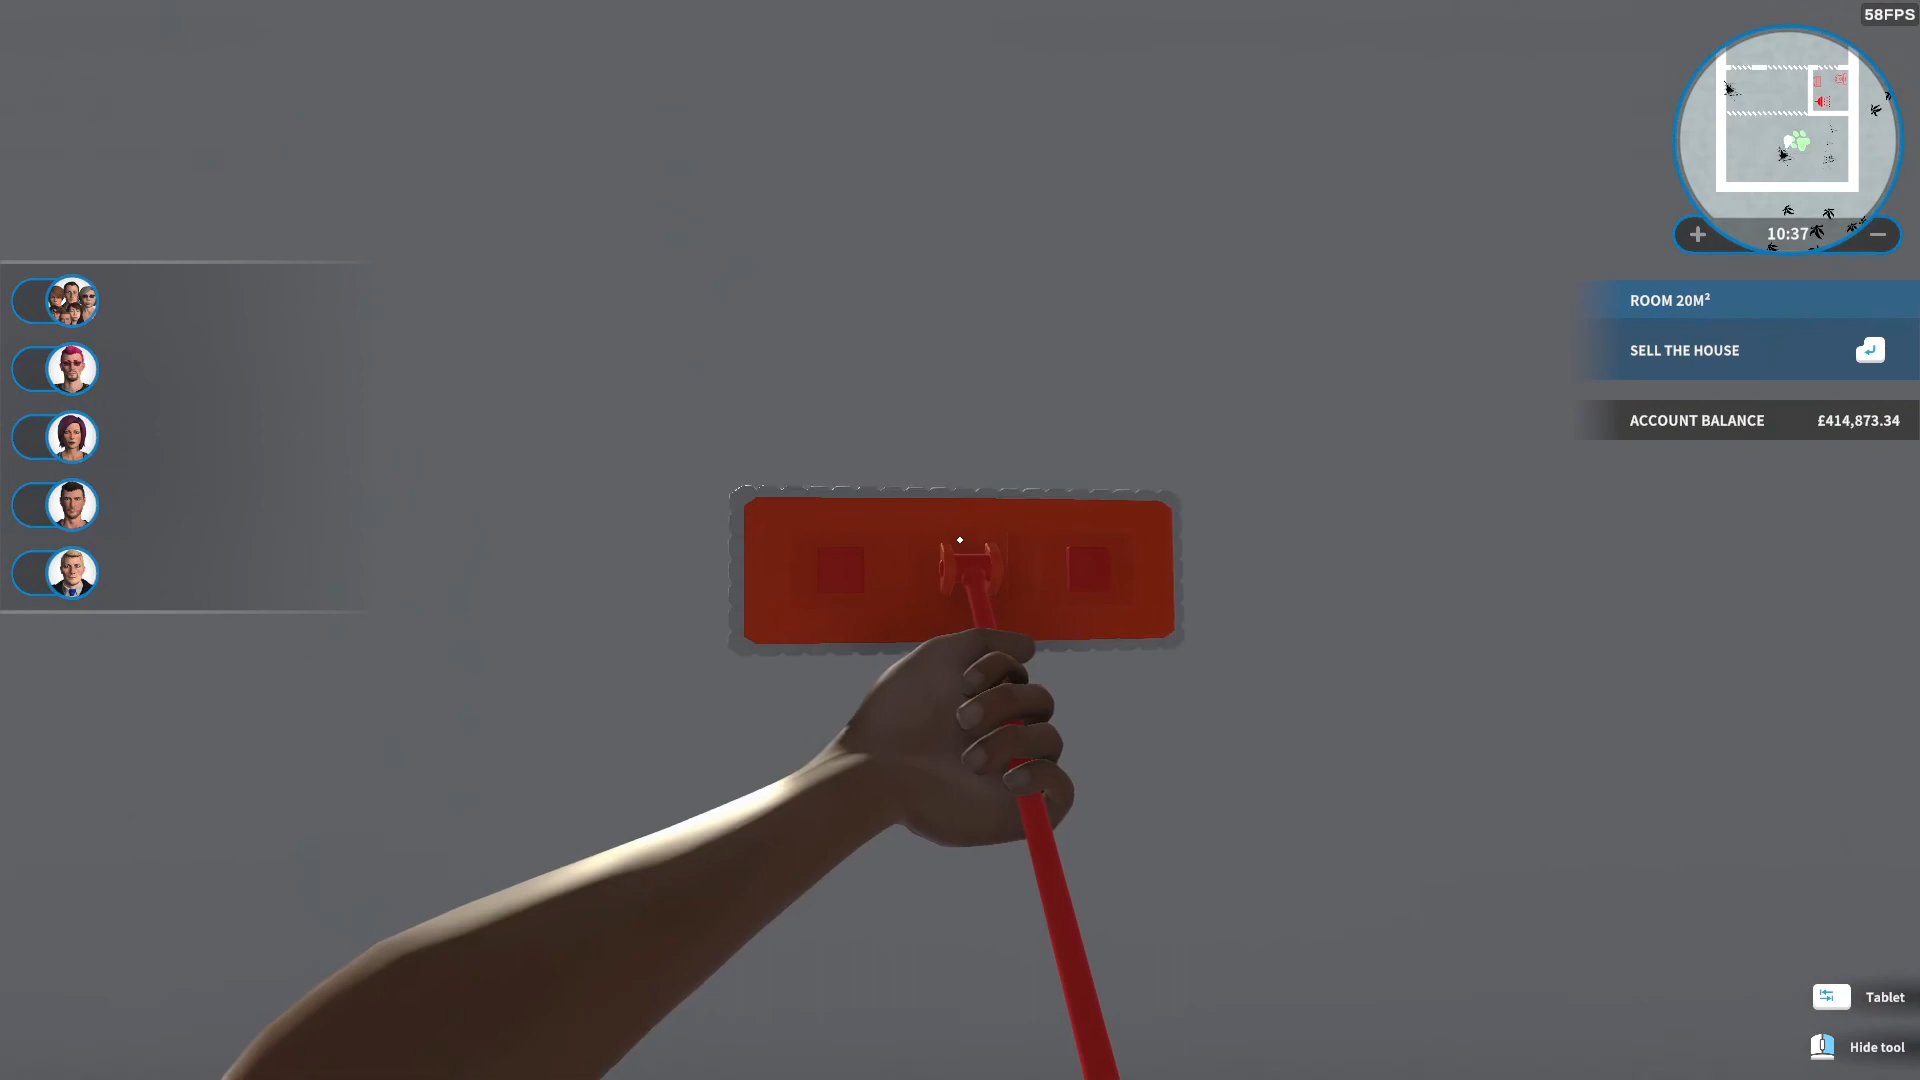 58FPS
10:37
ROOM 20M²
SELL THE HOUSE
ACCOUNT BALANCE £414,873.34
Tablet
Hide tool